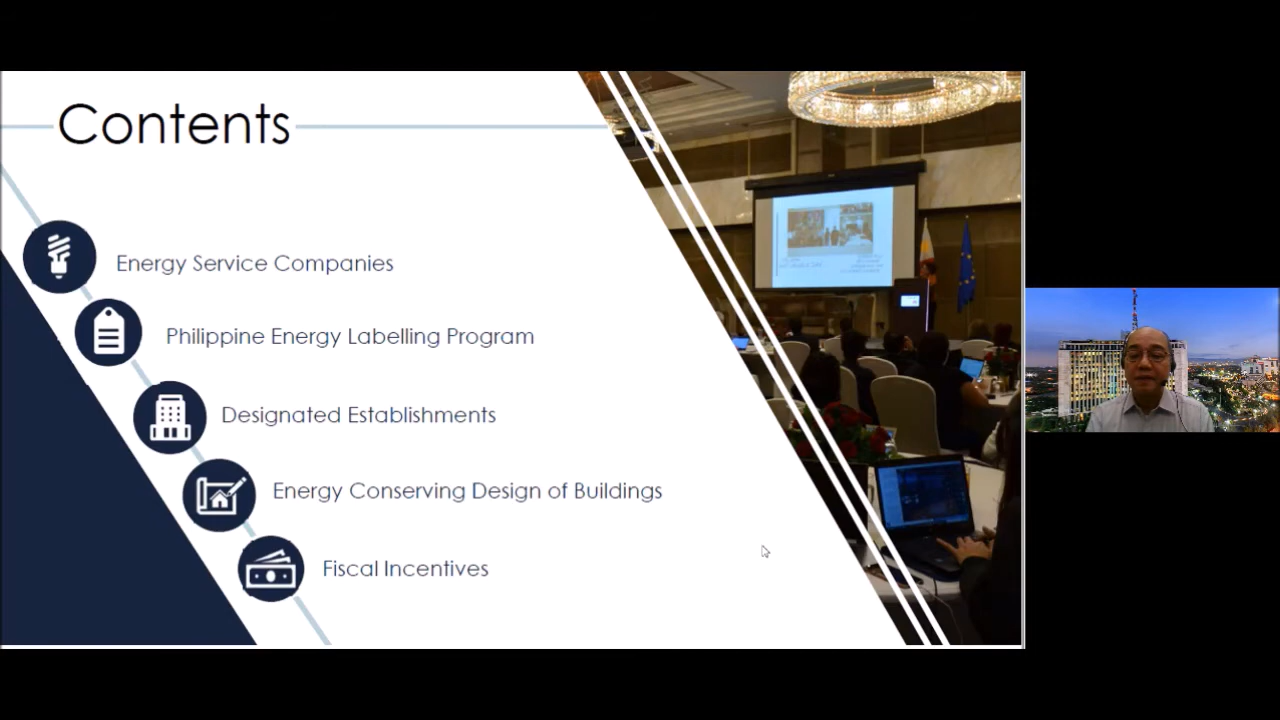 Contents
Energy Service Companies
Philippine Energy Labelling Program
Designated Establishments
Energy Conserving Design of Buildings
Fiscal Incentives